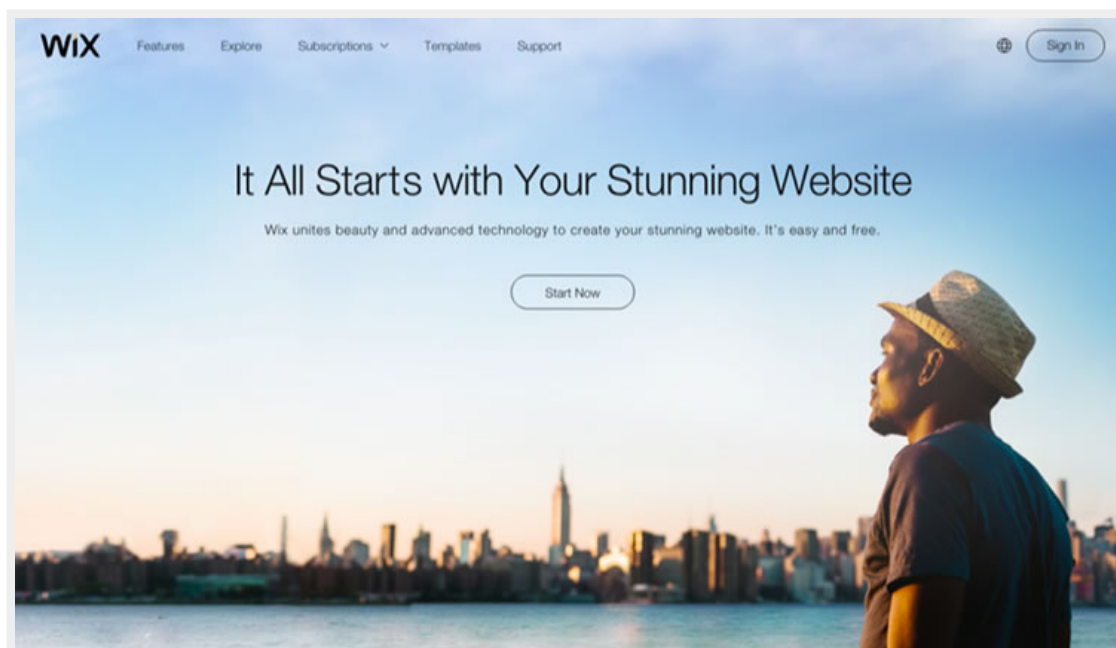 WiX
Features Explore Subscriptions Templates Support
Sign In
It All Starts with Your Stunning Website
Wix unites beauty and advanced technology to create your stunning website. It's easy and free.
Start Now